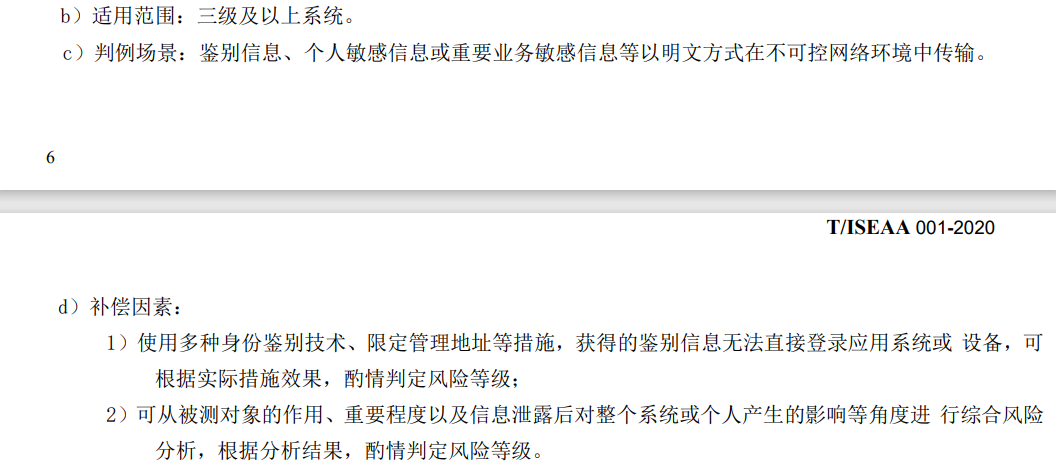 b）适用范围：三级及以上系统。
c）判例场景：鉴别信息、个人敏感信息或重要业务敏感信息等以明文方式在不可控网络环境中传输。
6
T/ISEAA 001-2020
d）补偿因素：
1）使用多种身份鉴别技术、限定管理地址等措施，获得的鉴别信息无法直接登录应用系统或 设备，可
根据实际措施效果，酌情判定风险等级；
2）可从被测对象的作用、重要程度以及信息泄露后对整个系统或个人产生的影响等角度进 行综合风险
分析，根据分析结果，酌情判定风险等级。